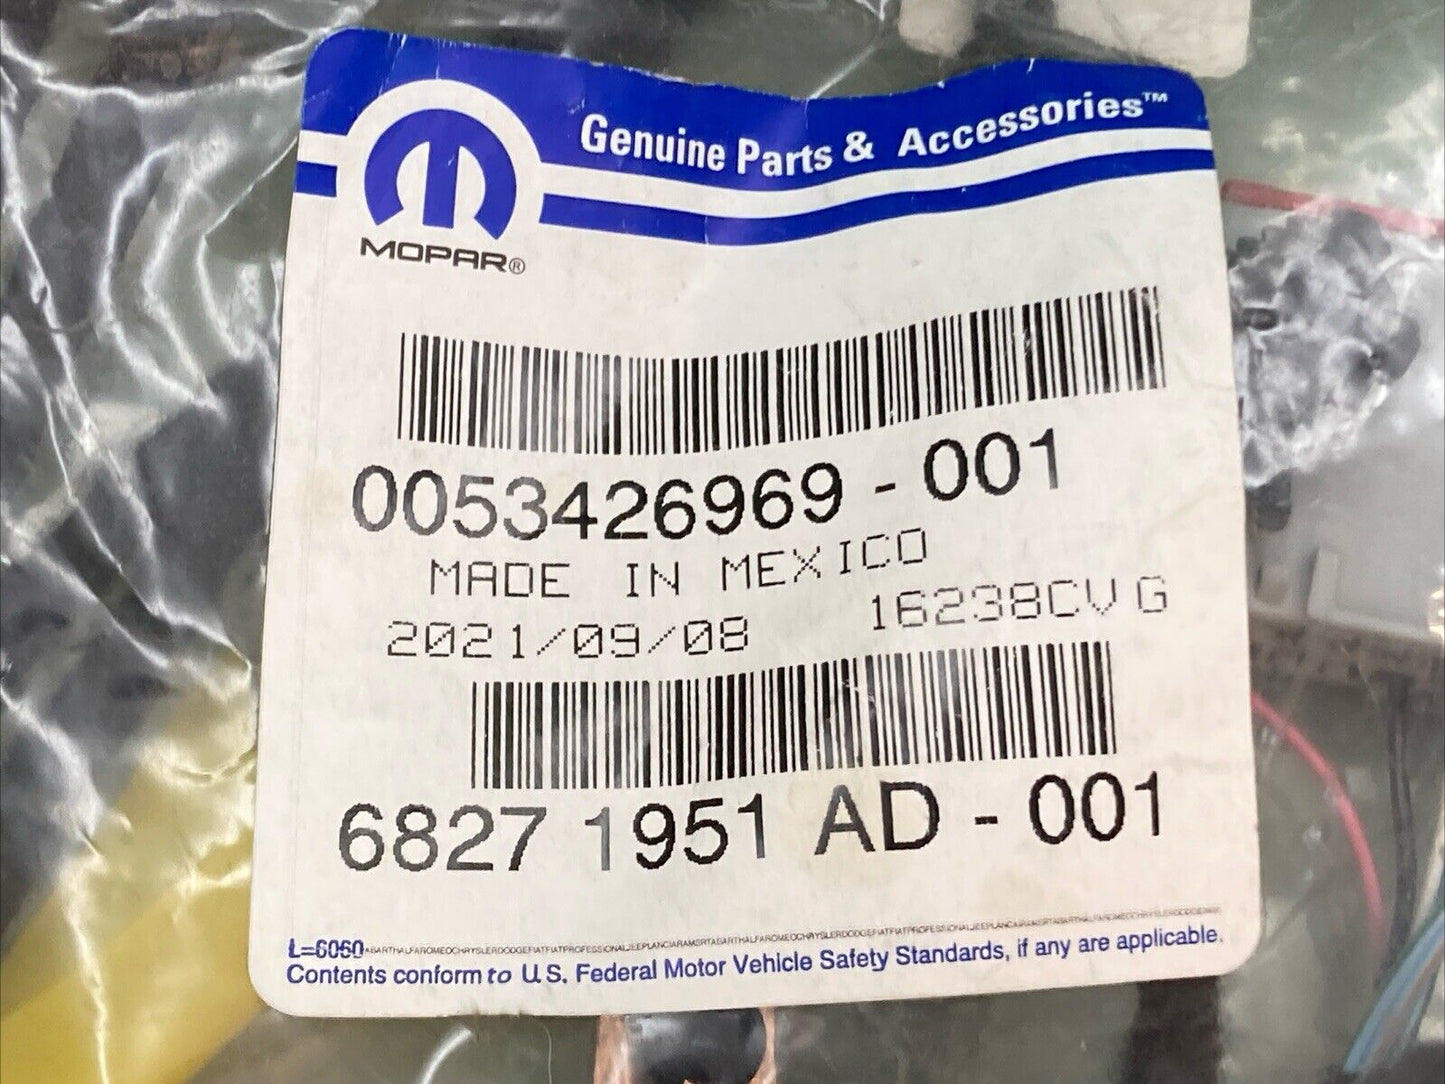 Genuine Parts & Accessories™
MOPAR®
0053426969 - 001
MADE IN MEXICO
2021/09/08 16238CV G
6827 1951 AD - 001
L=6060
Contents conform to U.S. Federal Motor Vehicle Safety Standards, if any are applicable.